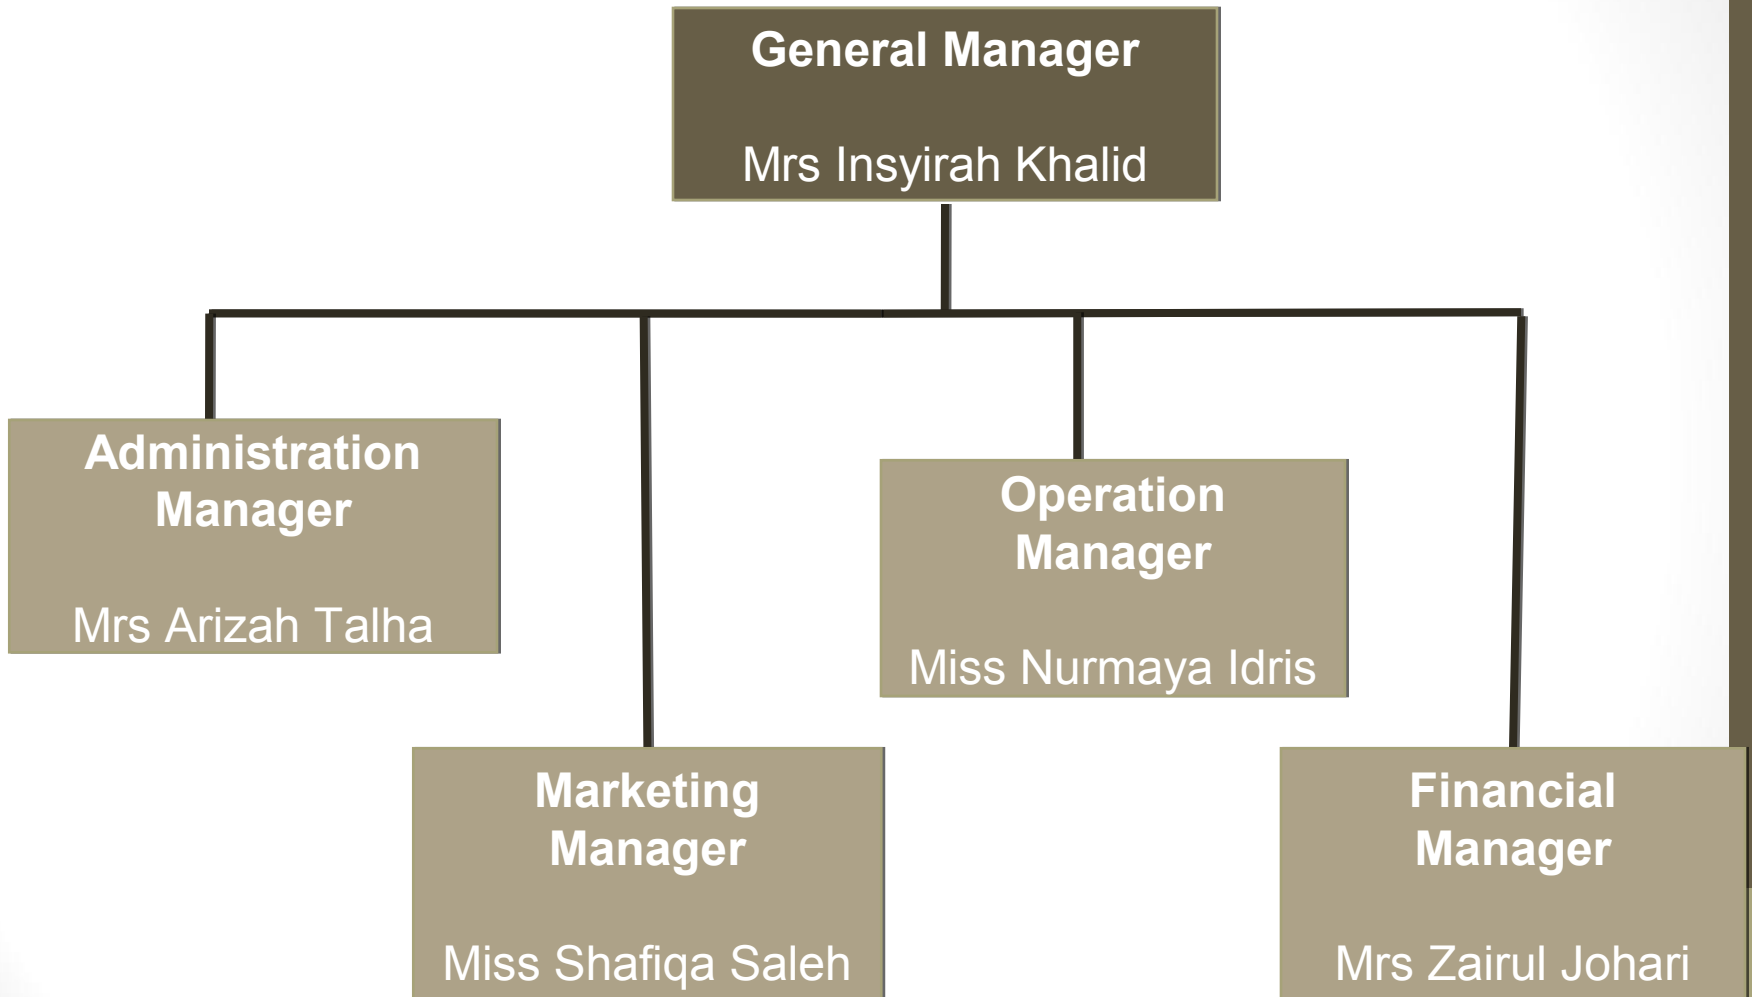 General Manager
Mrs Insyirah Khalid
Administration
Manager
Mrs Arizah Talha
Operation
Manager
Miss Nurmaya Idris
Marketing
Manager
Miss Shafiqa Saleh
Financial
Manager
Mrs Zairul Johari